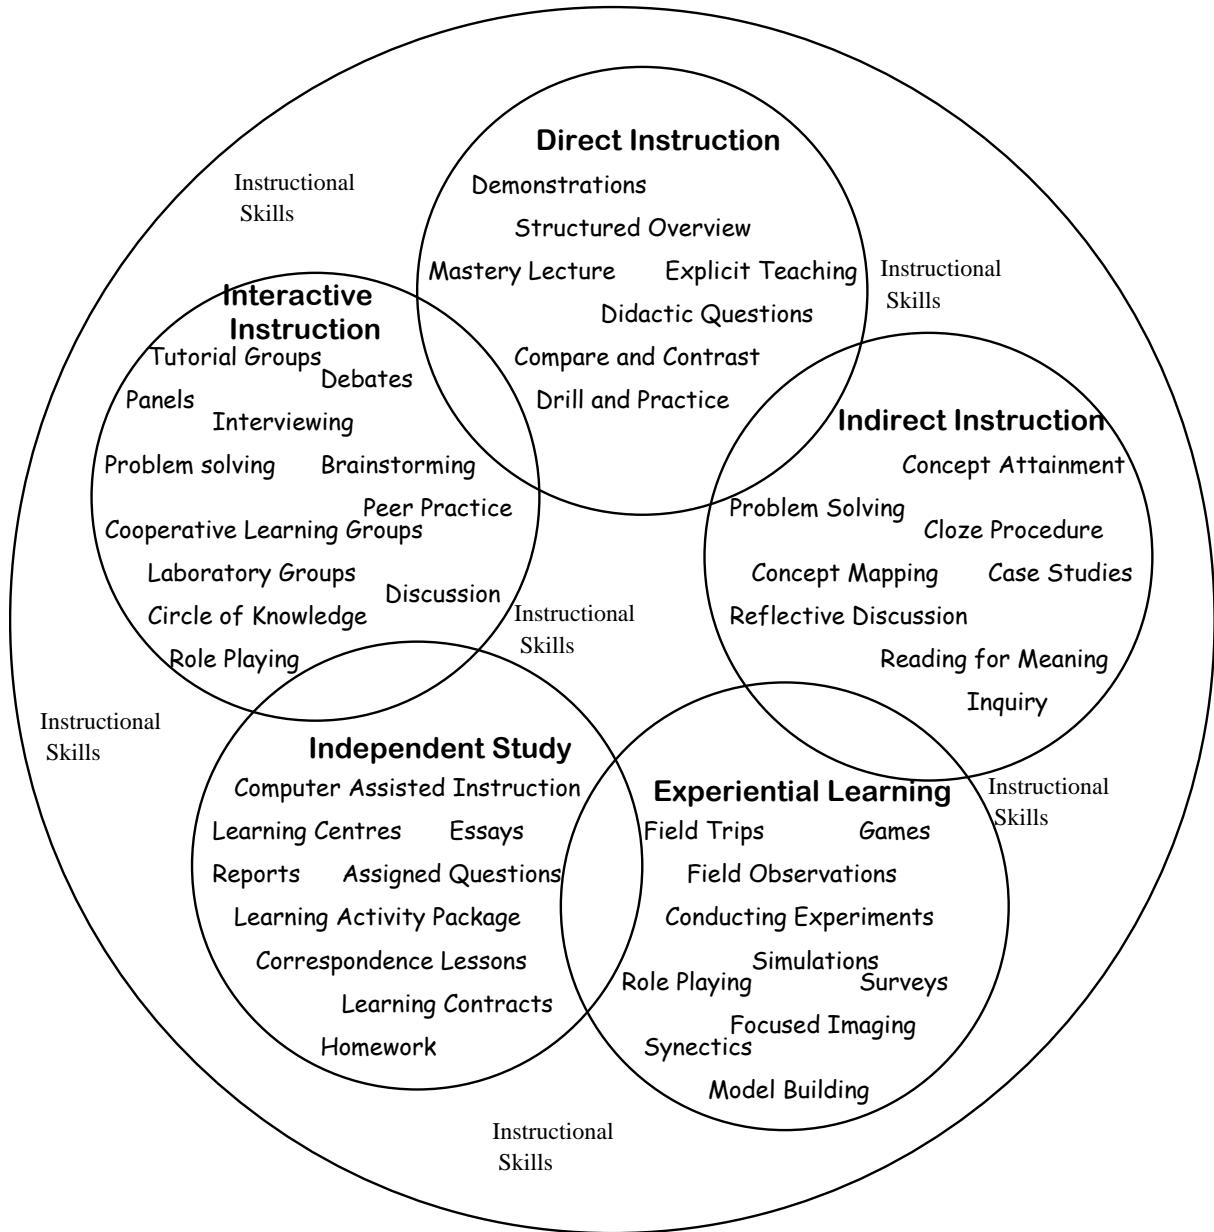 Direct Instruction
Demonstrations
Structured Overview
Mastery Lecture
Explicit Teaching
Didactic Questions
Compare and Contrast
Drill and Practice
Instructional
Skills
Instructional
Skills
Interactive
Instruction
Tutorial Groups
Debates
Panels
Interviewing
Problem solving
Brainstorming
Peer Practice
Cooperative Learning Groups
Laboratory Groups
Discussion
Circle of Knowledge
Role Playing
Indirect Instruction
Concept Attainment
Problem Solving
Cloze Procedure
Concept Mapping
Case Studies
Reflective Discussion
Reading for Meaning
Inquiry
Instructional
Skills
Instructional
Skills
Independent Study
Computer Assisted Instruction
Learning Centres
Essays
Reports
Assigned Questions
Learning Activity Package
Correspondence Lessons
Learning Contracts
Homework
Experiential Learning
Field Trips
Games
Field Observations
Conducting Experiments
Simulations
Role Playing
Surveys
Focused Imaging
Synectics
Model Building
Instructional
Skills
Instructional
Skills